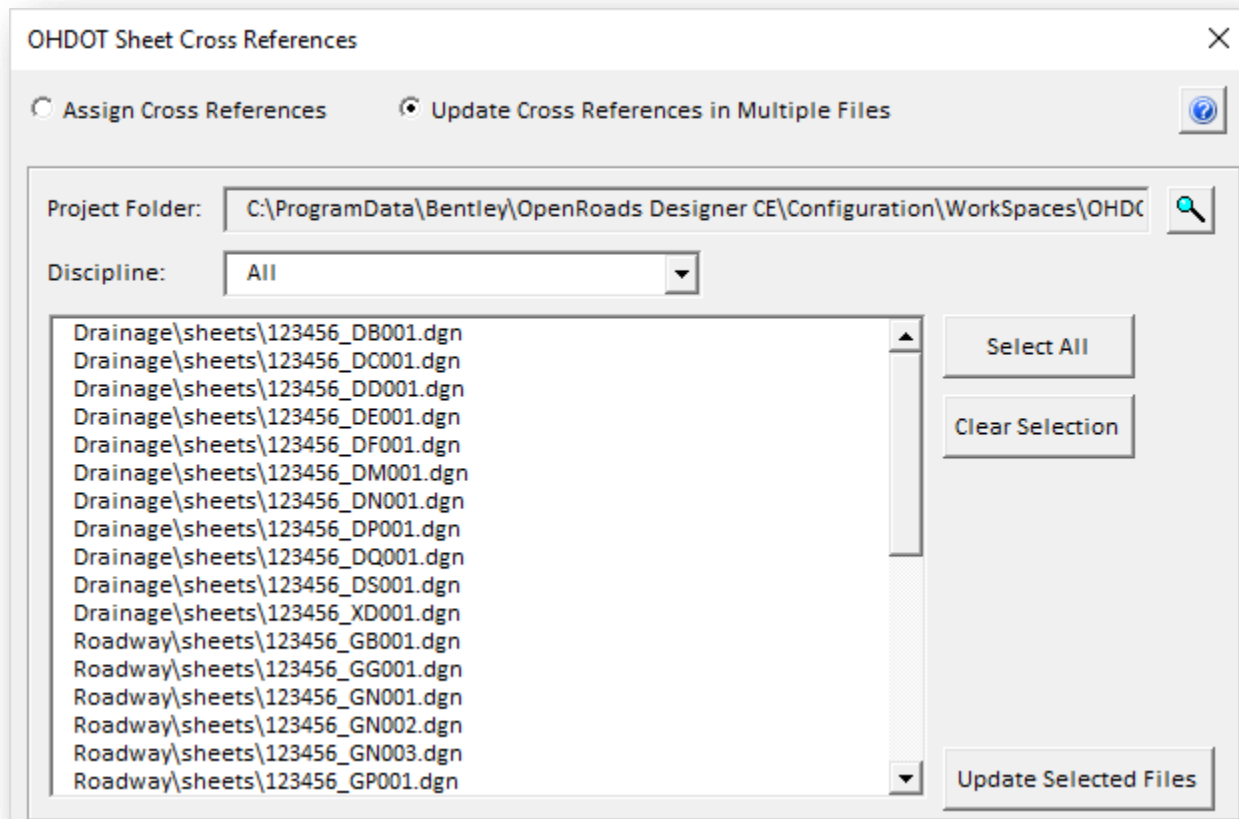 OHDOT Sheet Cross References
Assign Cross References Update Cross References in Multiple Files
Project Folder: C:\ProgramData\Bentley\OpenRoads Designer CE\Configuration\WorkSpaces\OHDO
Discipline: All
Drainage\sheets\123456_DB001.dgn
Drainage\sheets\123456_DC001.dgn
Drainage\sheets\123456_DD001.dgn
Drainage\sheets\123456_DE001.dgn
Drainage\sheets\123456_DF001.dgn
Drainage\sheets\123456_DM001.dgn
Drainage\sheets\123456_DN001.dgn
Drainage\sheets\123456_DP001.dgn
Drainage\sheets\123456_DQ001.dgn
Drainage\sheets\123456_DS001.dgn
Drainage\sheets\123456_XD001.dgn
Roadway\sheets\123456_GB001.dgn
Roadway\sheets\123456_GG001.dgn
Roadway\sheets\123456_GN001.dgn
Roadway\sheets\123456_GN002.dgn
Roadway\sheets\123456_GN003.dgn
Roadway\sheets\123456_GP001.dgn
Select All
Clear Selection
Update Selected Files